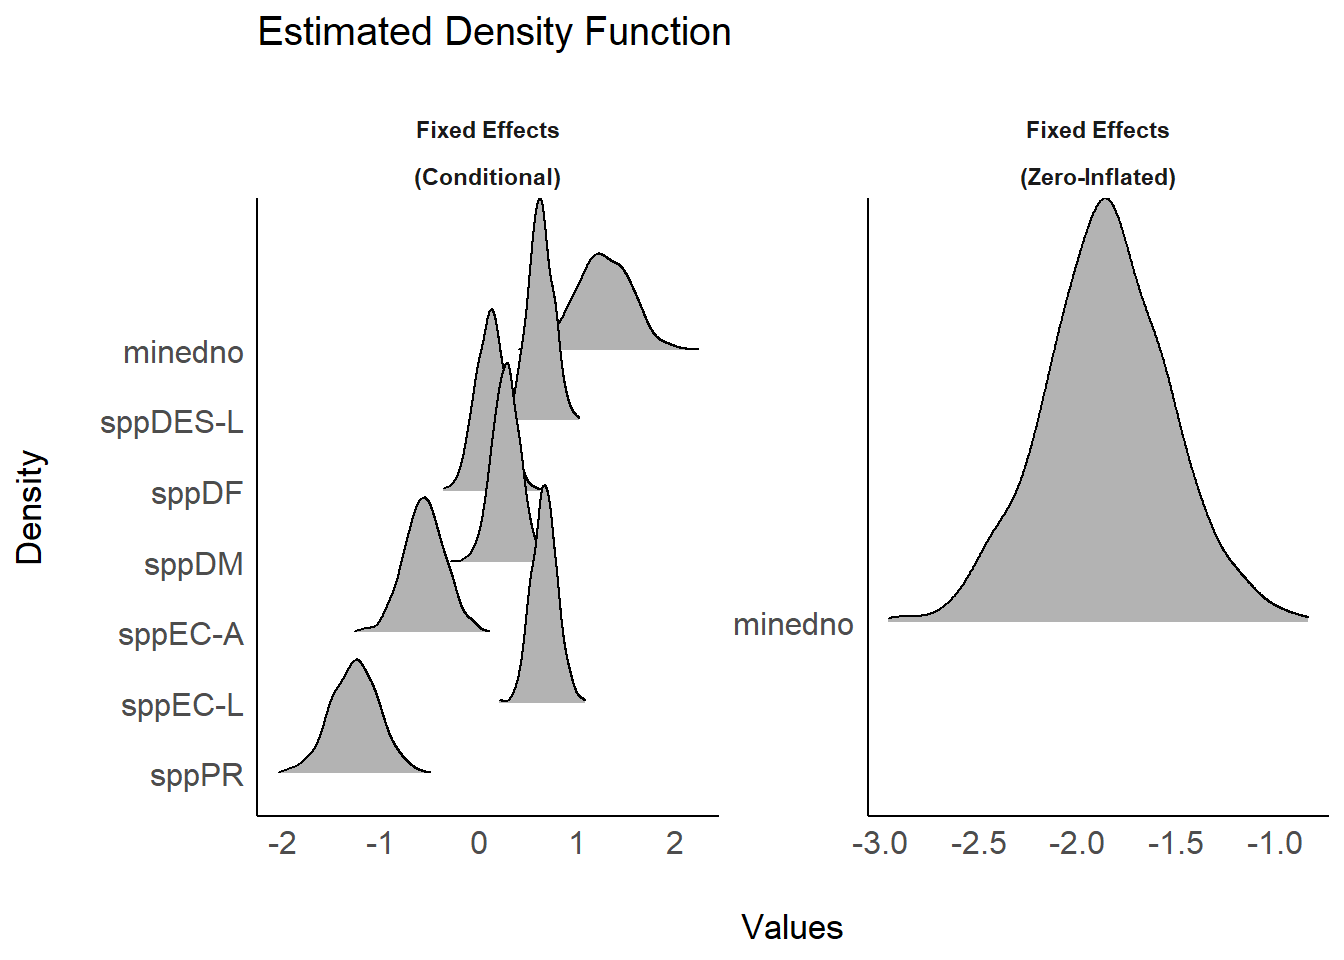 Estimated Density Function
Fixed Effects
(Conditional)
Fixed Effects
(Zero-Inflated)
Density
minedno
sppDES-L
sppDF
sppDM
sppEC-A
sppEC-L
sppPR
-2 -1 0 1 2
minedno
-3.0 -2.5 -2.0 -1.5 -1.0
Values